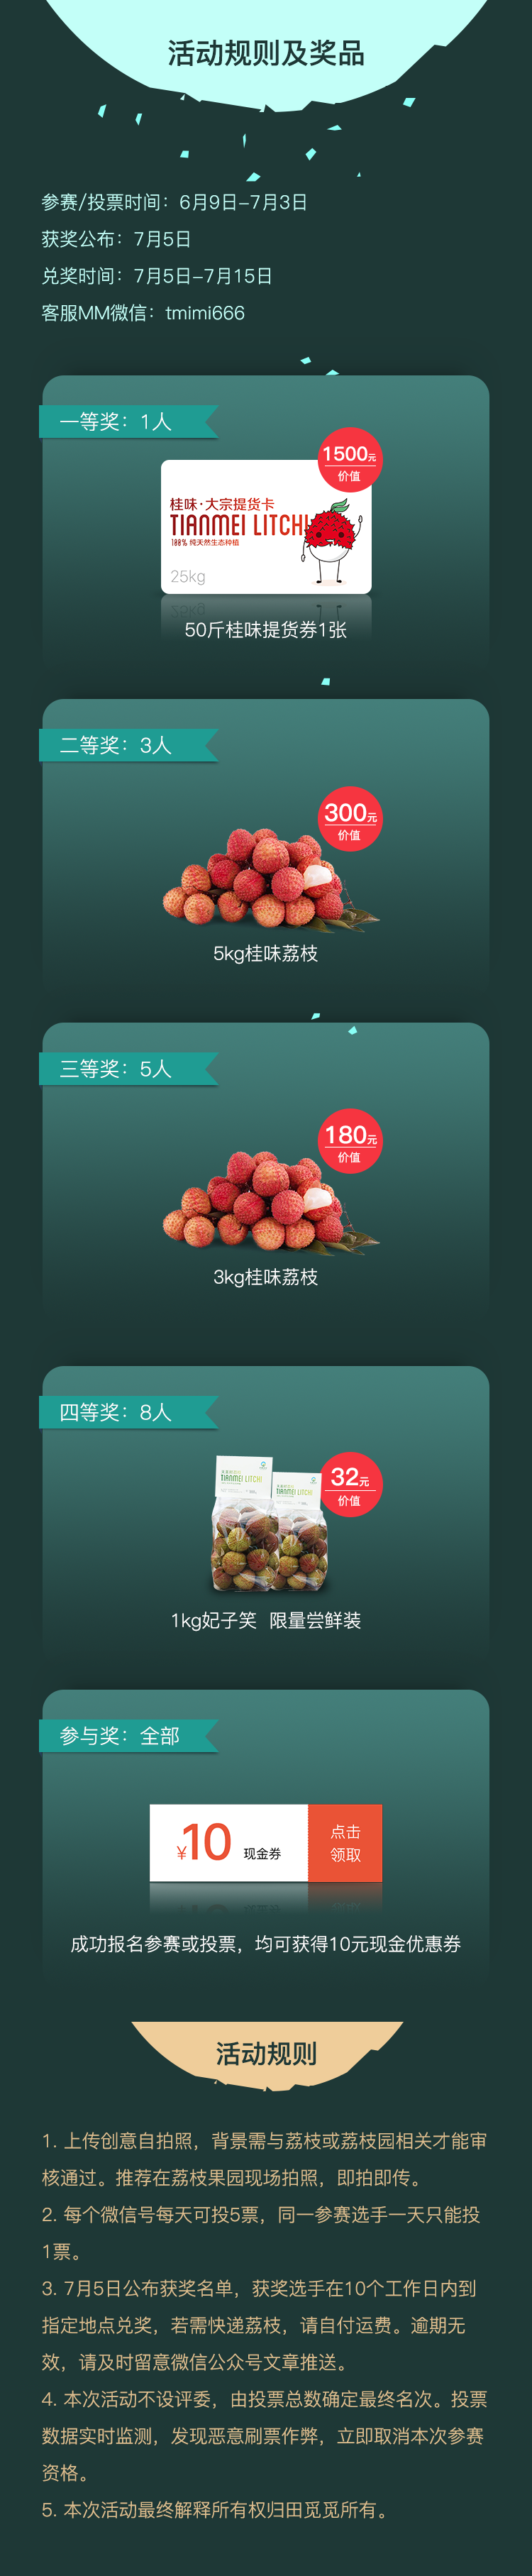 活动规则及奖品
参赛/投票时间：6月9日-7月3日
获奖公布：7月5日
兑奖时间：7月5日-7月15日
客服MM微信：tmimi666
一等奖：1人
1500元
价值
桂味·大宗提货卡
TIANMEI LITCHI
100% 纯天然生态种植
25kg
50斤桂味提货券1张
二等奖：3人
300元
价值
5kg桂味荔枝
三等奖：5人
180元
价值
3kg桂味荔枝
四等奖：8人
32元
价值
TIANMEI LITCHI
TIANMEI LITCHI
1kg妃子笑 限量尝鲜装
参与奖：全部
¥10 现金券
点击
领取
成功报名参赛或投票，均可获得10元现金优惠券
活动规则
1. 上传创意自拍照，背景需与荔枝或荔枝园相关才能审
核通过。推荐在荔枝果园现场拍照，即拍即传。
2. 每个微信号每天可投5票，同一参赛选手一天只能投
1票。
3. 7月5日公布获奖名单，获奖选手在10个工作日内到
指定地点兑奖，若需快递荔枝，请自付运费。逾期无
效，请及时留意微信公众号文章推送。
4. 本次活动不设评委，由投票总数确定最终名次。投票
数据实时监测，发现恶意刷票作弊，立即取消本次参赛
资格。
5. 本次活动最终解释所有权归田觅觅所有。